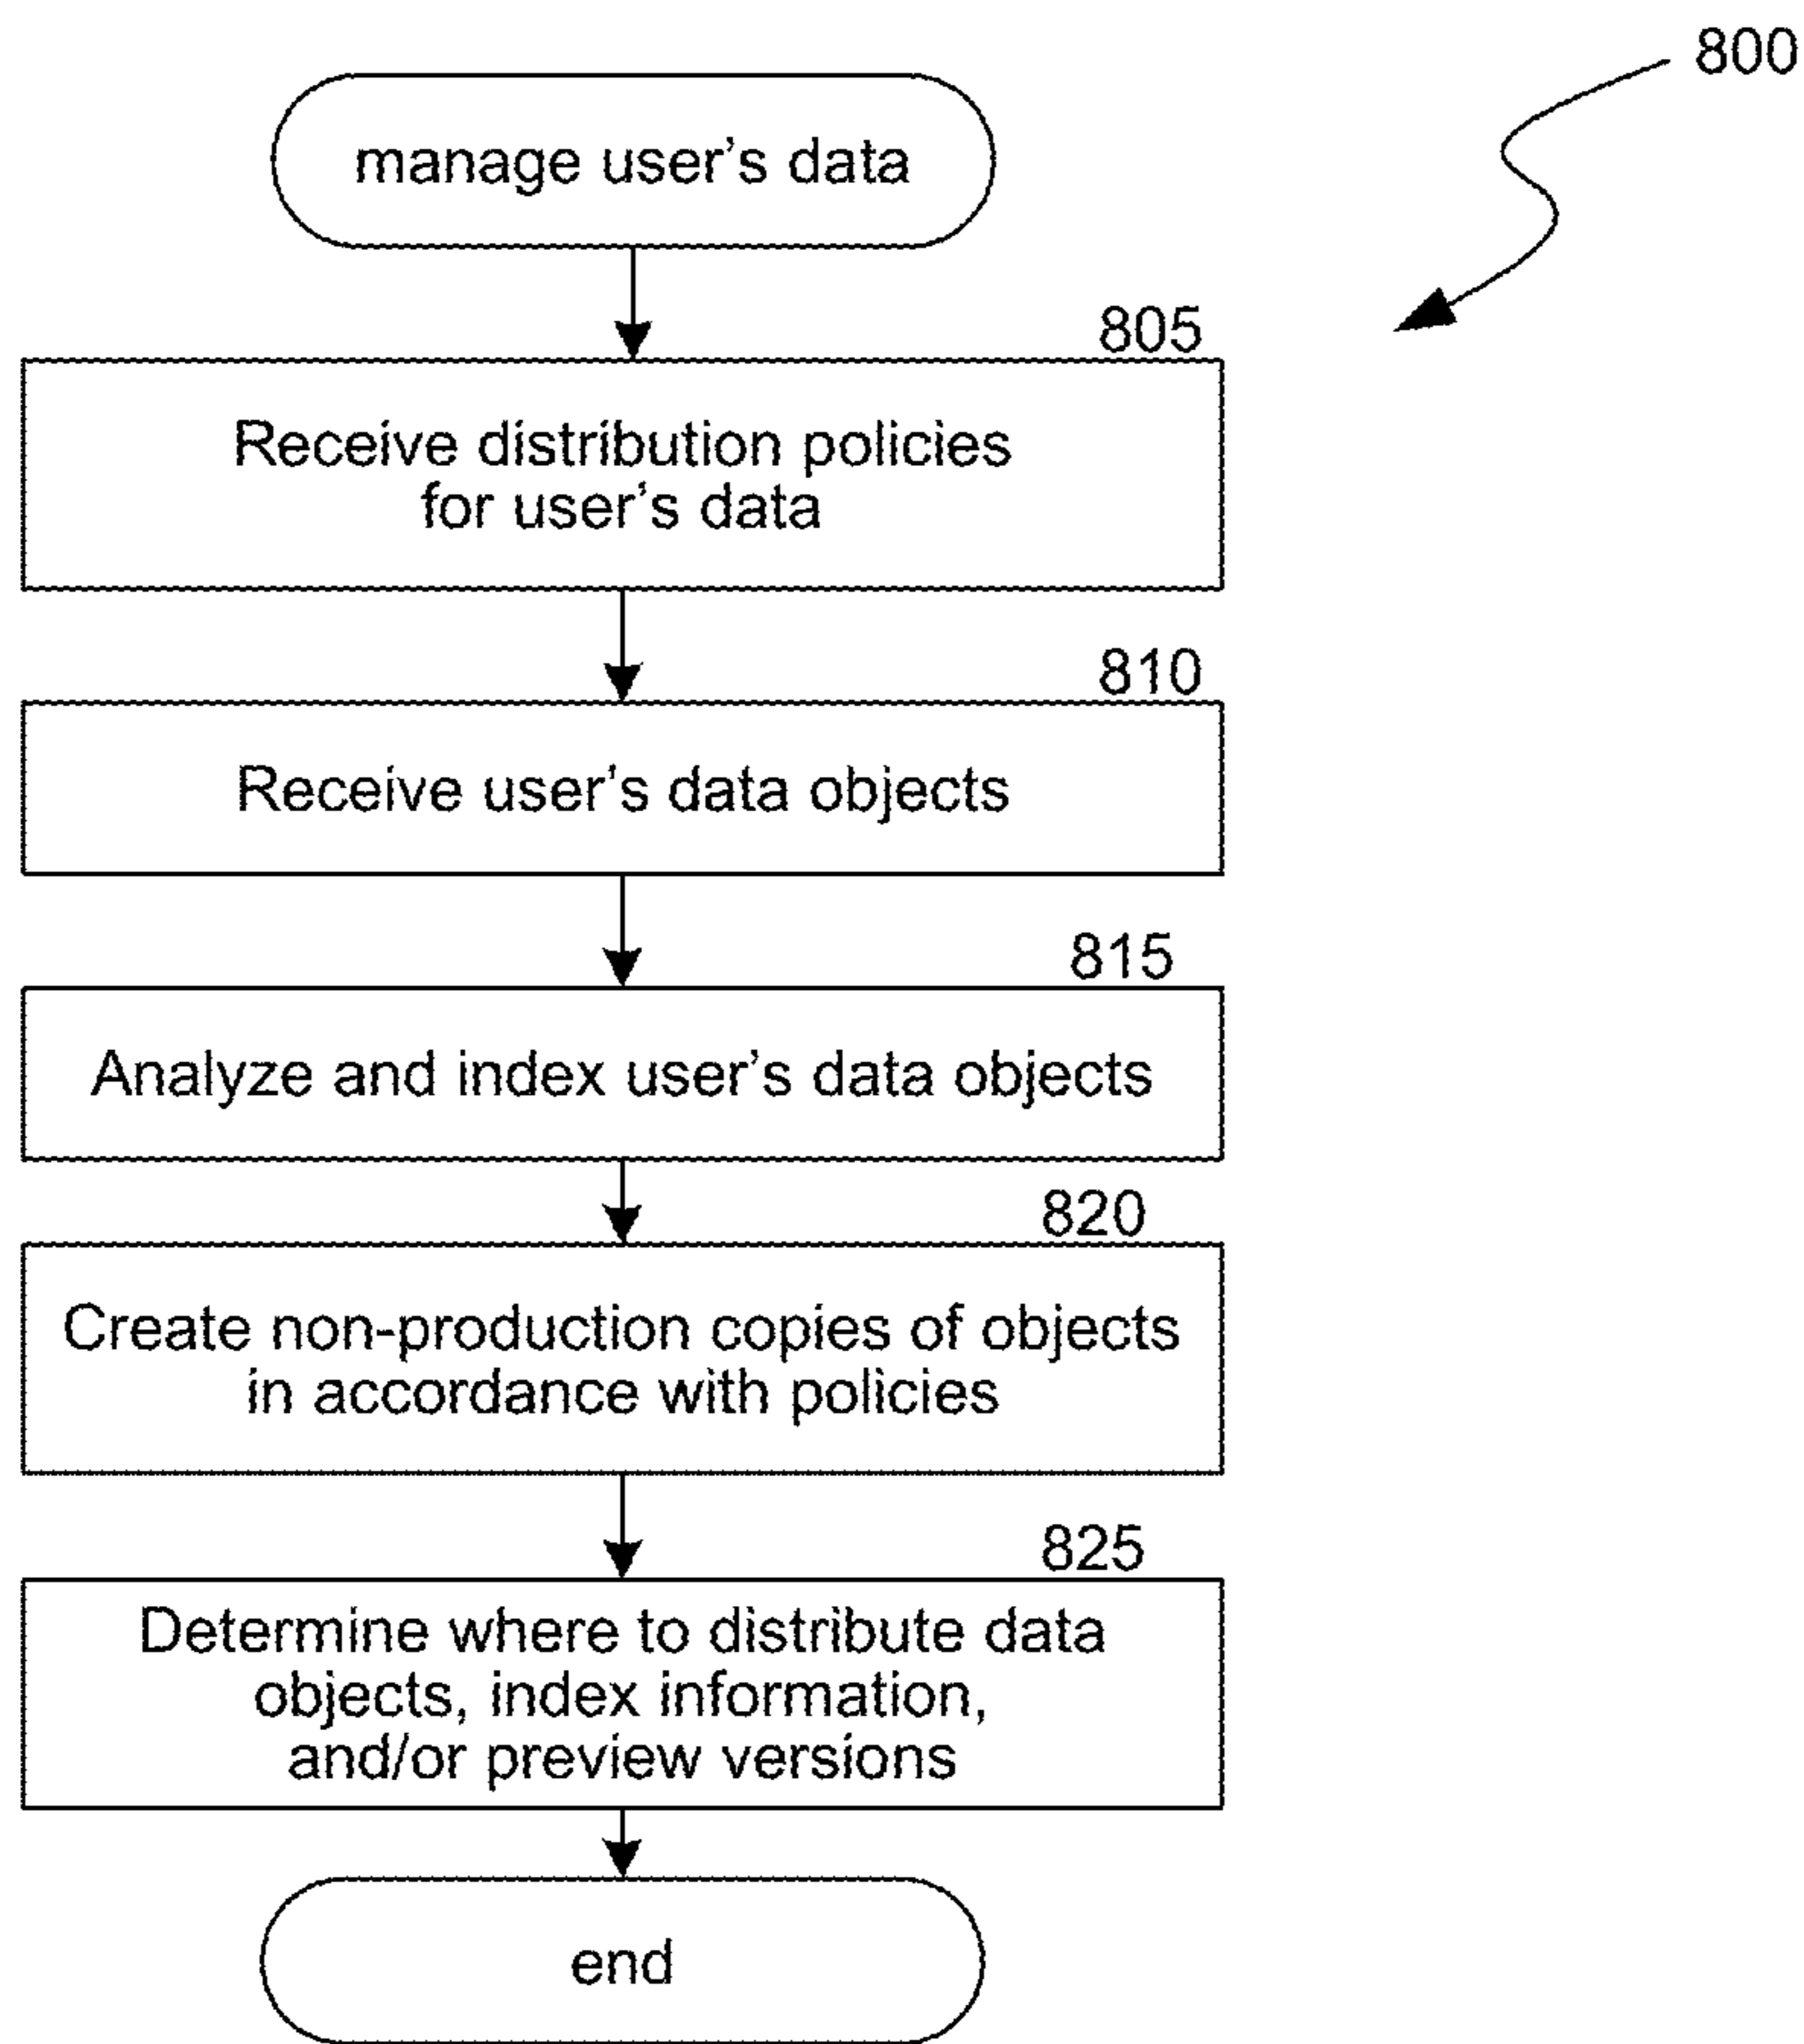 800
manage user's data
805
Receive distribution policies
for user's data
810
Receive user's data objects
815
Analyze and index user's data objects
820
Create non-production copies of objects
in accordance with policies
825
Determine where to distribute data
objects, index information,
and/or preview versions
end